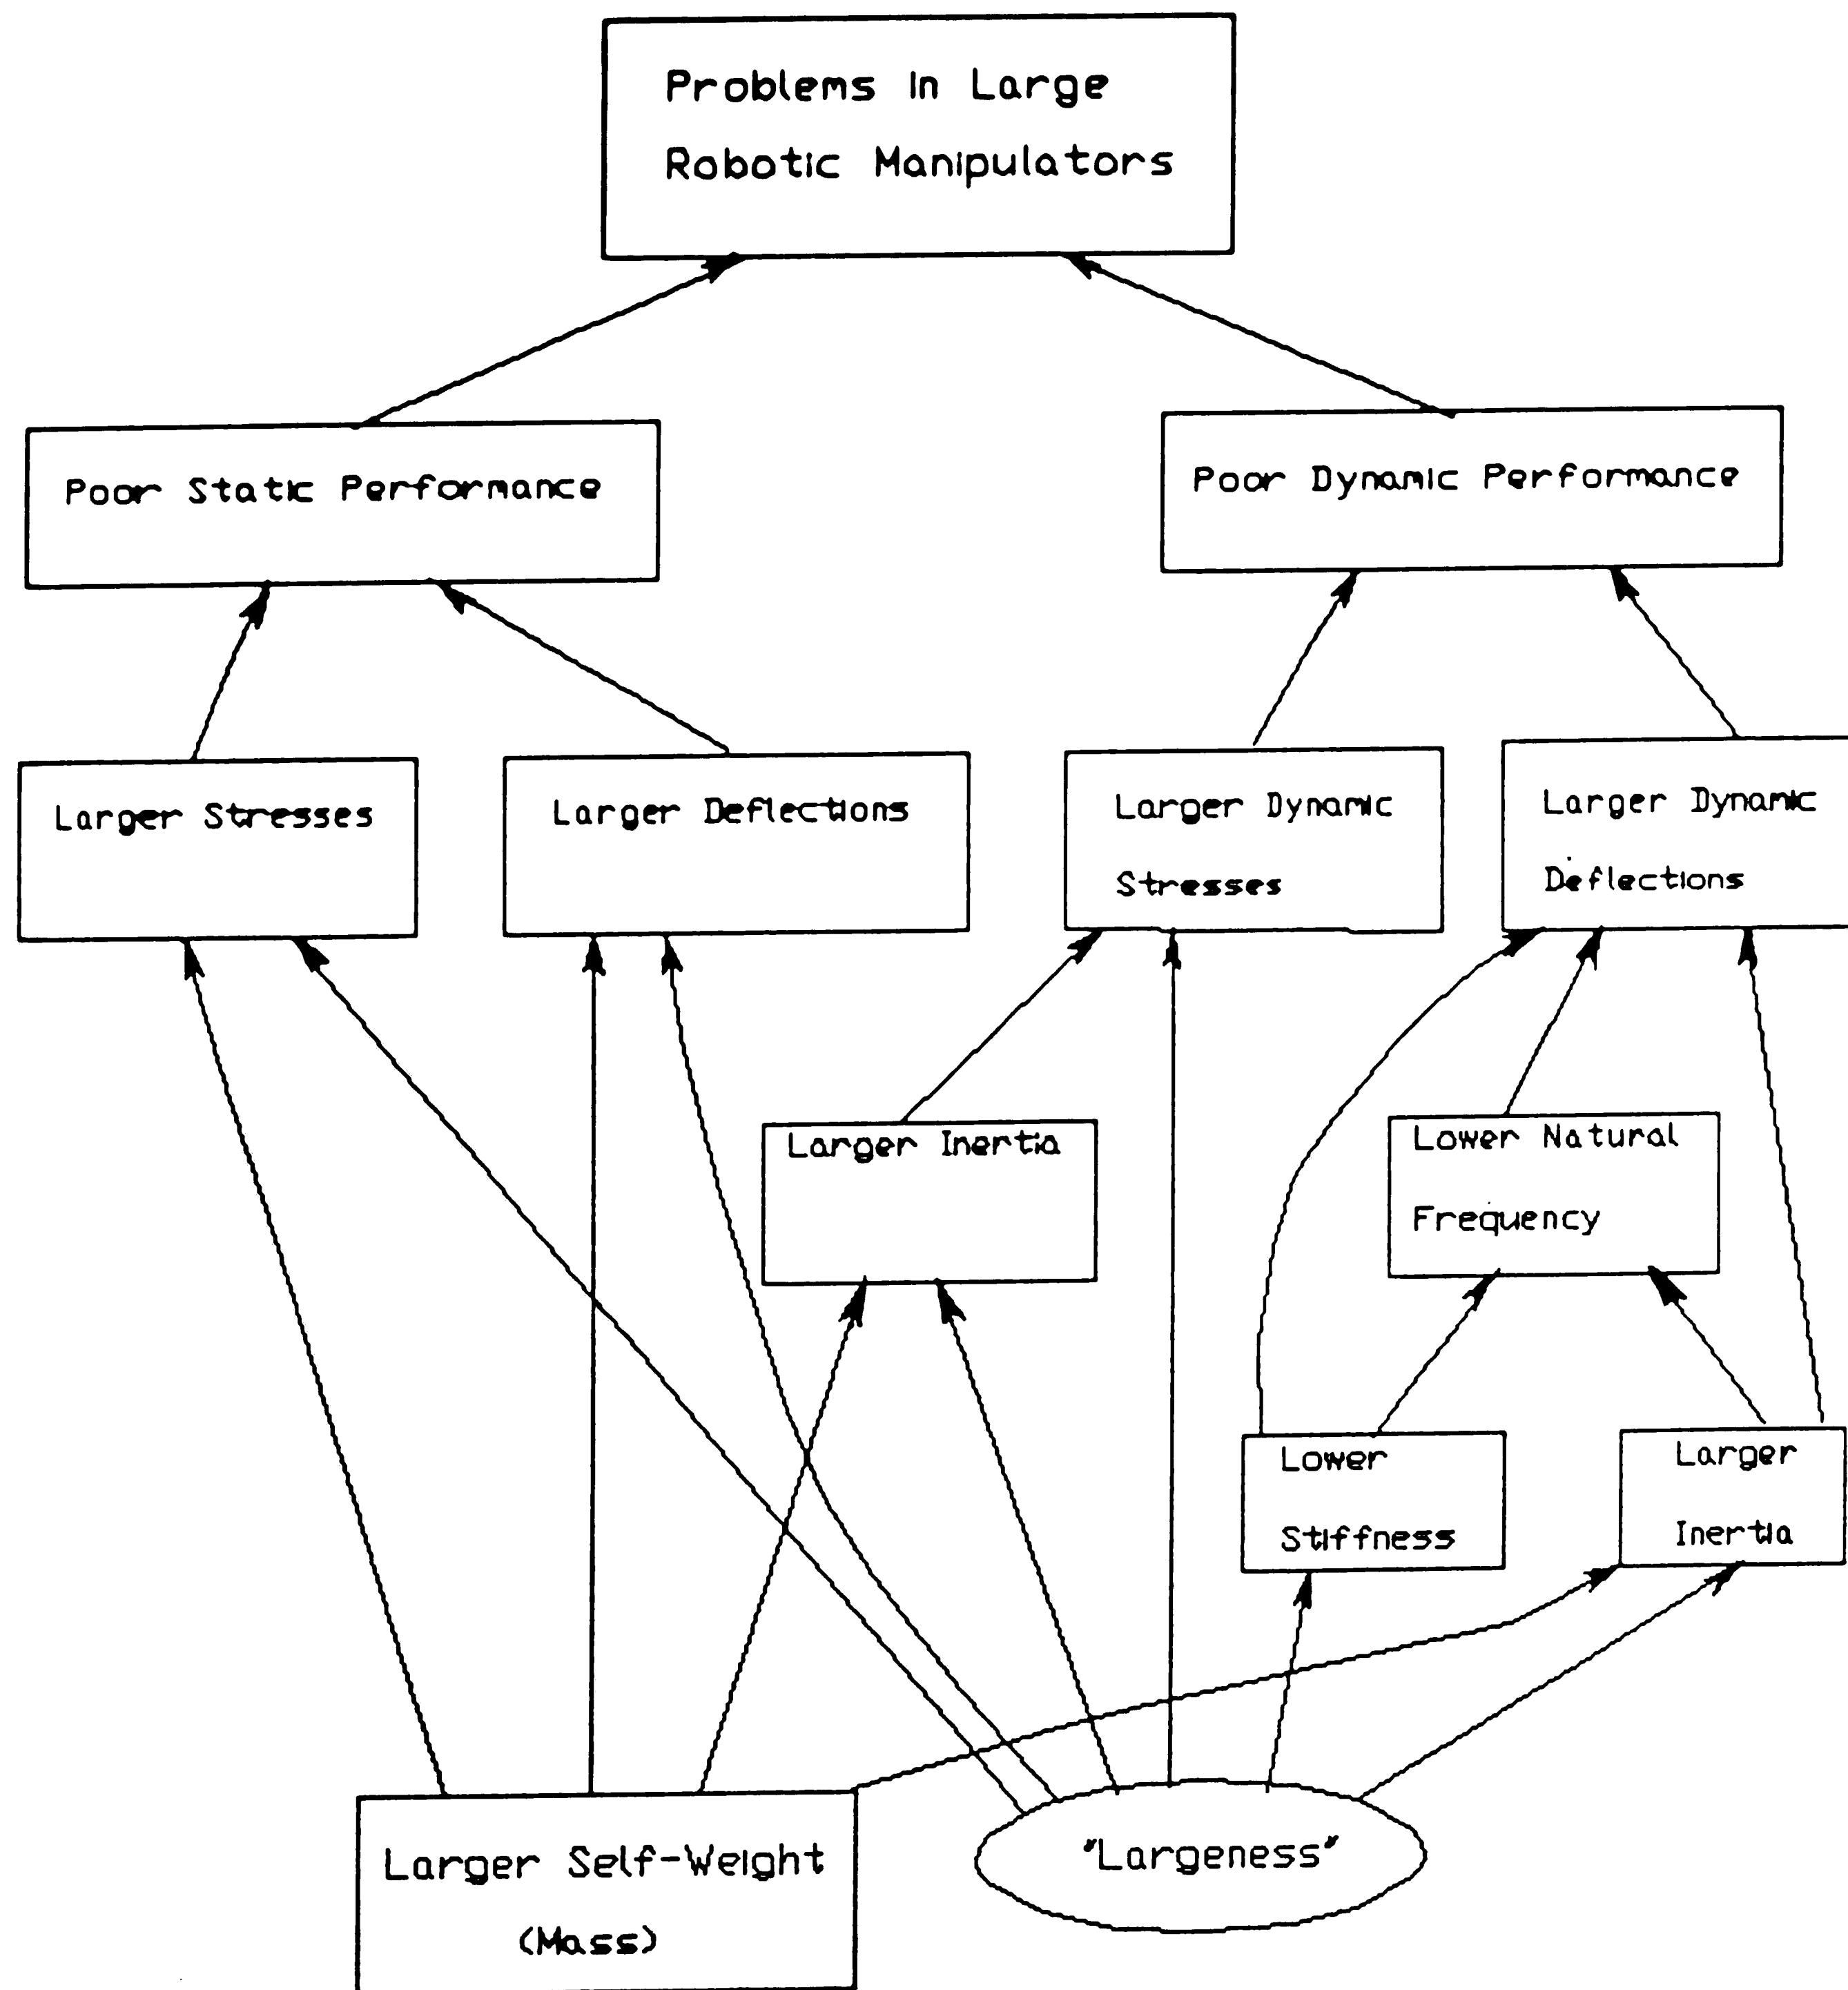 Problems In Large
Robotic Manipulators
Poor Static Performance
Poor Dynamic Performance
Larger Stresses
Larger Deflections
Larger Dynamic
Stresses
Larger Dynamic
Deflections
Larger Inertia
Lower Natural
Frequency
Lower
Stiffness
Larger
Inertia
Larger Self-Weight
(Mass)
"Largeness"